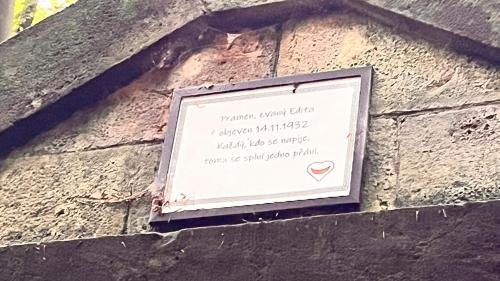 Pramen, zvaný Edita
objeven 14.11.1932
Každý, kdo se napije,
tomu se splní jedno přání.